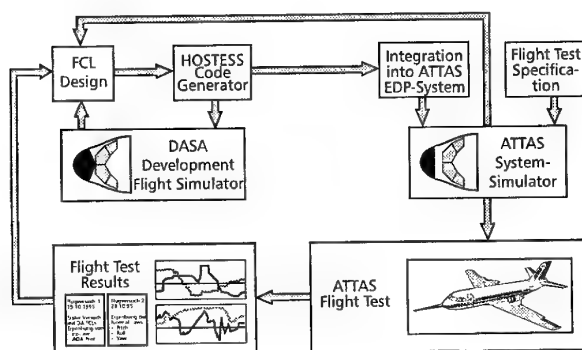 FCL
Design
HOSTESS
Code
Generator
Integration
into ATTAS
EDP-System
Flight Test
Specifica-
tion
DASA
Development
Flight Simulator
ATTAS
System-
Simulator
Flight Test
Results
ATTAS
Flight Test